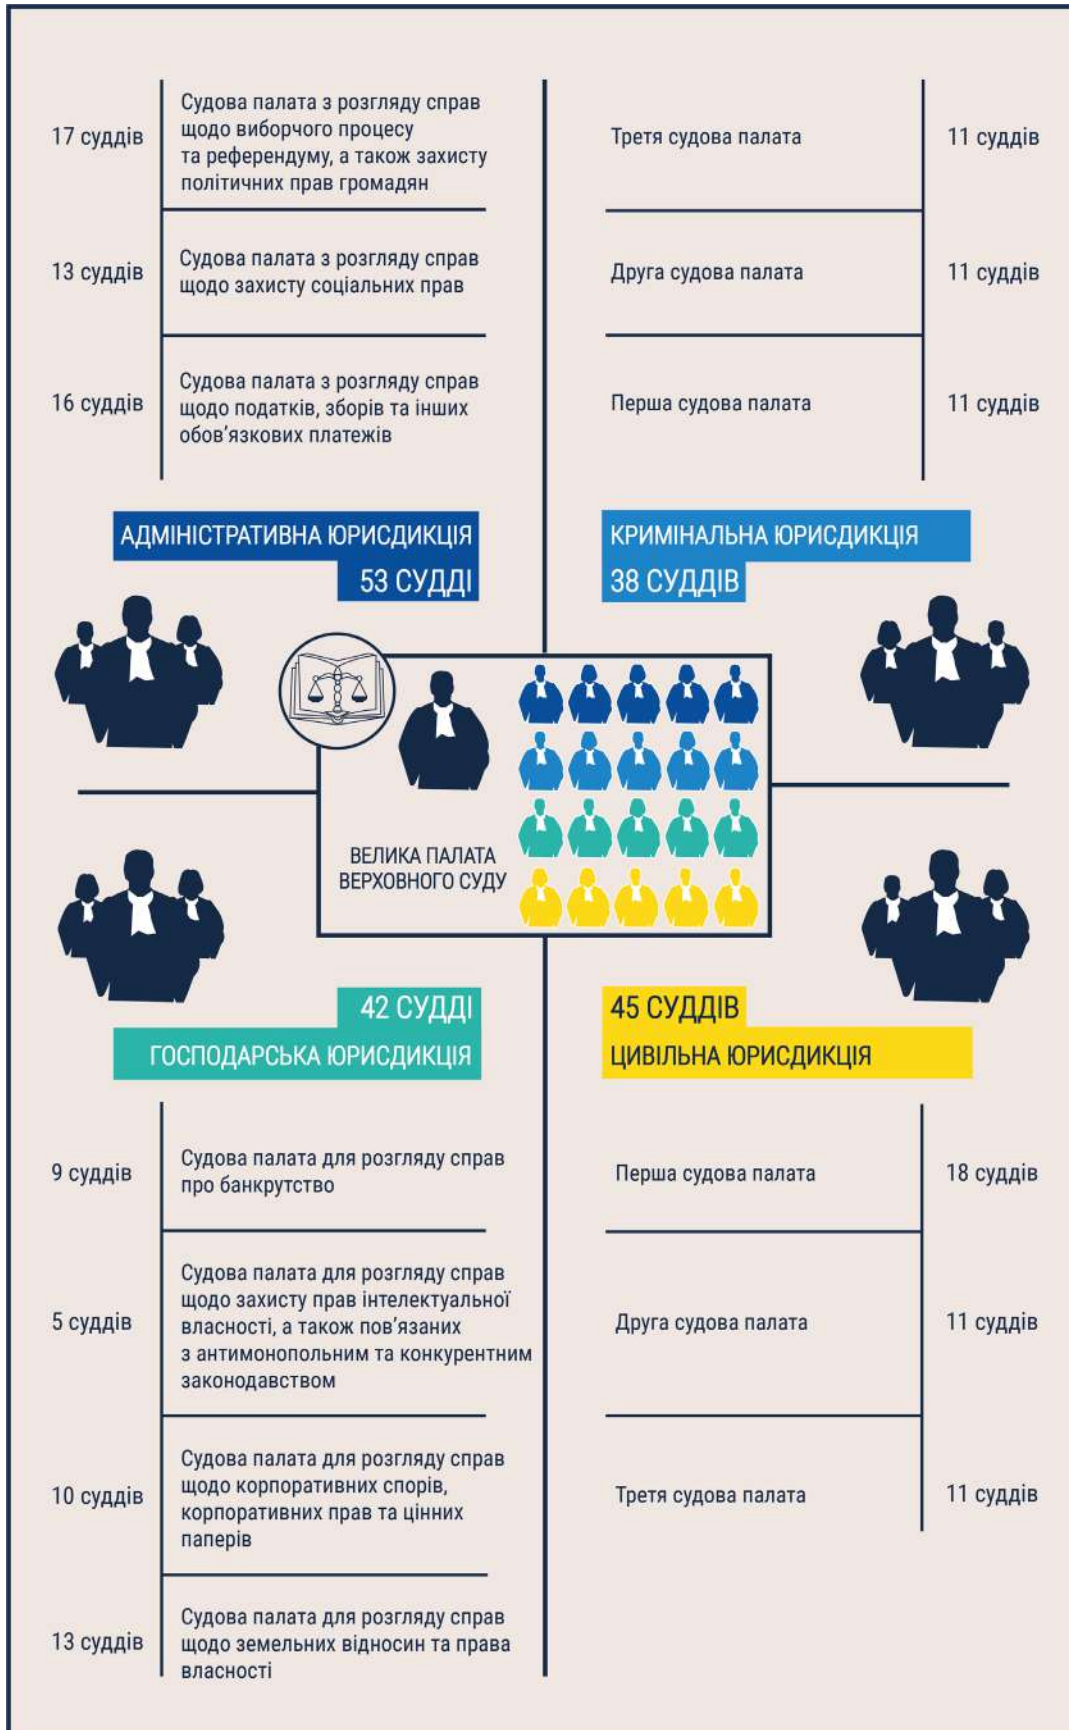 17 суддів
Судова палата з розгляду справ
щодо виборчого процесу
та референдуму, а також захисту
політичних прав громадян
13 суддів
Судова палата з розгляду справ
щодо захисту соціальних прав
16 суддів
Судова палата з розгляду справ
щодо податків, зборів та інших
обов’язкових платежів
АДМІНІСТРАТИВНА ЮРИСДИКЦІЯ
53 СУДДІ
Третя судова палата
11 суддів
Друга судова палата
11 суддів
Перша судова палата
11 суддів
КРИМІНАЛЬНА ЮРИСДИКЦІЯ
38 СУДДІВ
ВЕЛИКА ПАЛАТА
ВЕРХОВНОГО СУДУ
42 СУДДІ
ГОСПОДАРСЬКА ЮРИСДИКЦІЯ
9 суддів
Судова палата для розгляду справ
про банкрутство
5 суддів
Судова палата для розгляду справ
щодо захисту прав інтелектуальної
власності, а також пов’язаних
з антимонопольним та конкурентним
законодавством
10 суддів
Судова палата для розгляду справ
щодо корпоративних спорів,
корпоративних прав та цінних
паперів
13 суддів
Судова палата для розгляду справ
щодо земельних відносин та права
власності
45 СУДДІВ
ЦИВІЛЬНА ЮРИСДИКЦІЯ
Перша судова палата
18 суддів
Друга судова палата
11 суддів
Третя судова палата
11 суддів